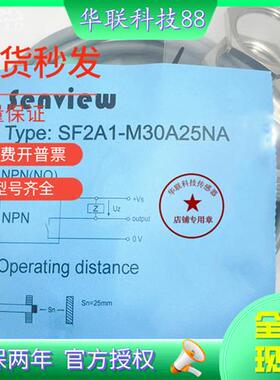 华联科技88
货秒发
Senview
量保证
Type: SF2A1-M30A25NA
费开票
NPN(NO)
型号齐全
NPN
+Vs
Z
Uz
output
0 V
华联科技传感器
店铺专用章
Operating distance
Sn
Sn=25mm
全
现
保两年 官方授权